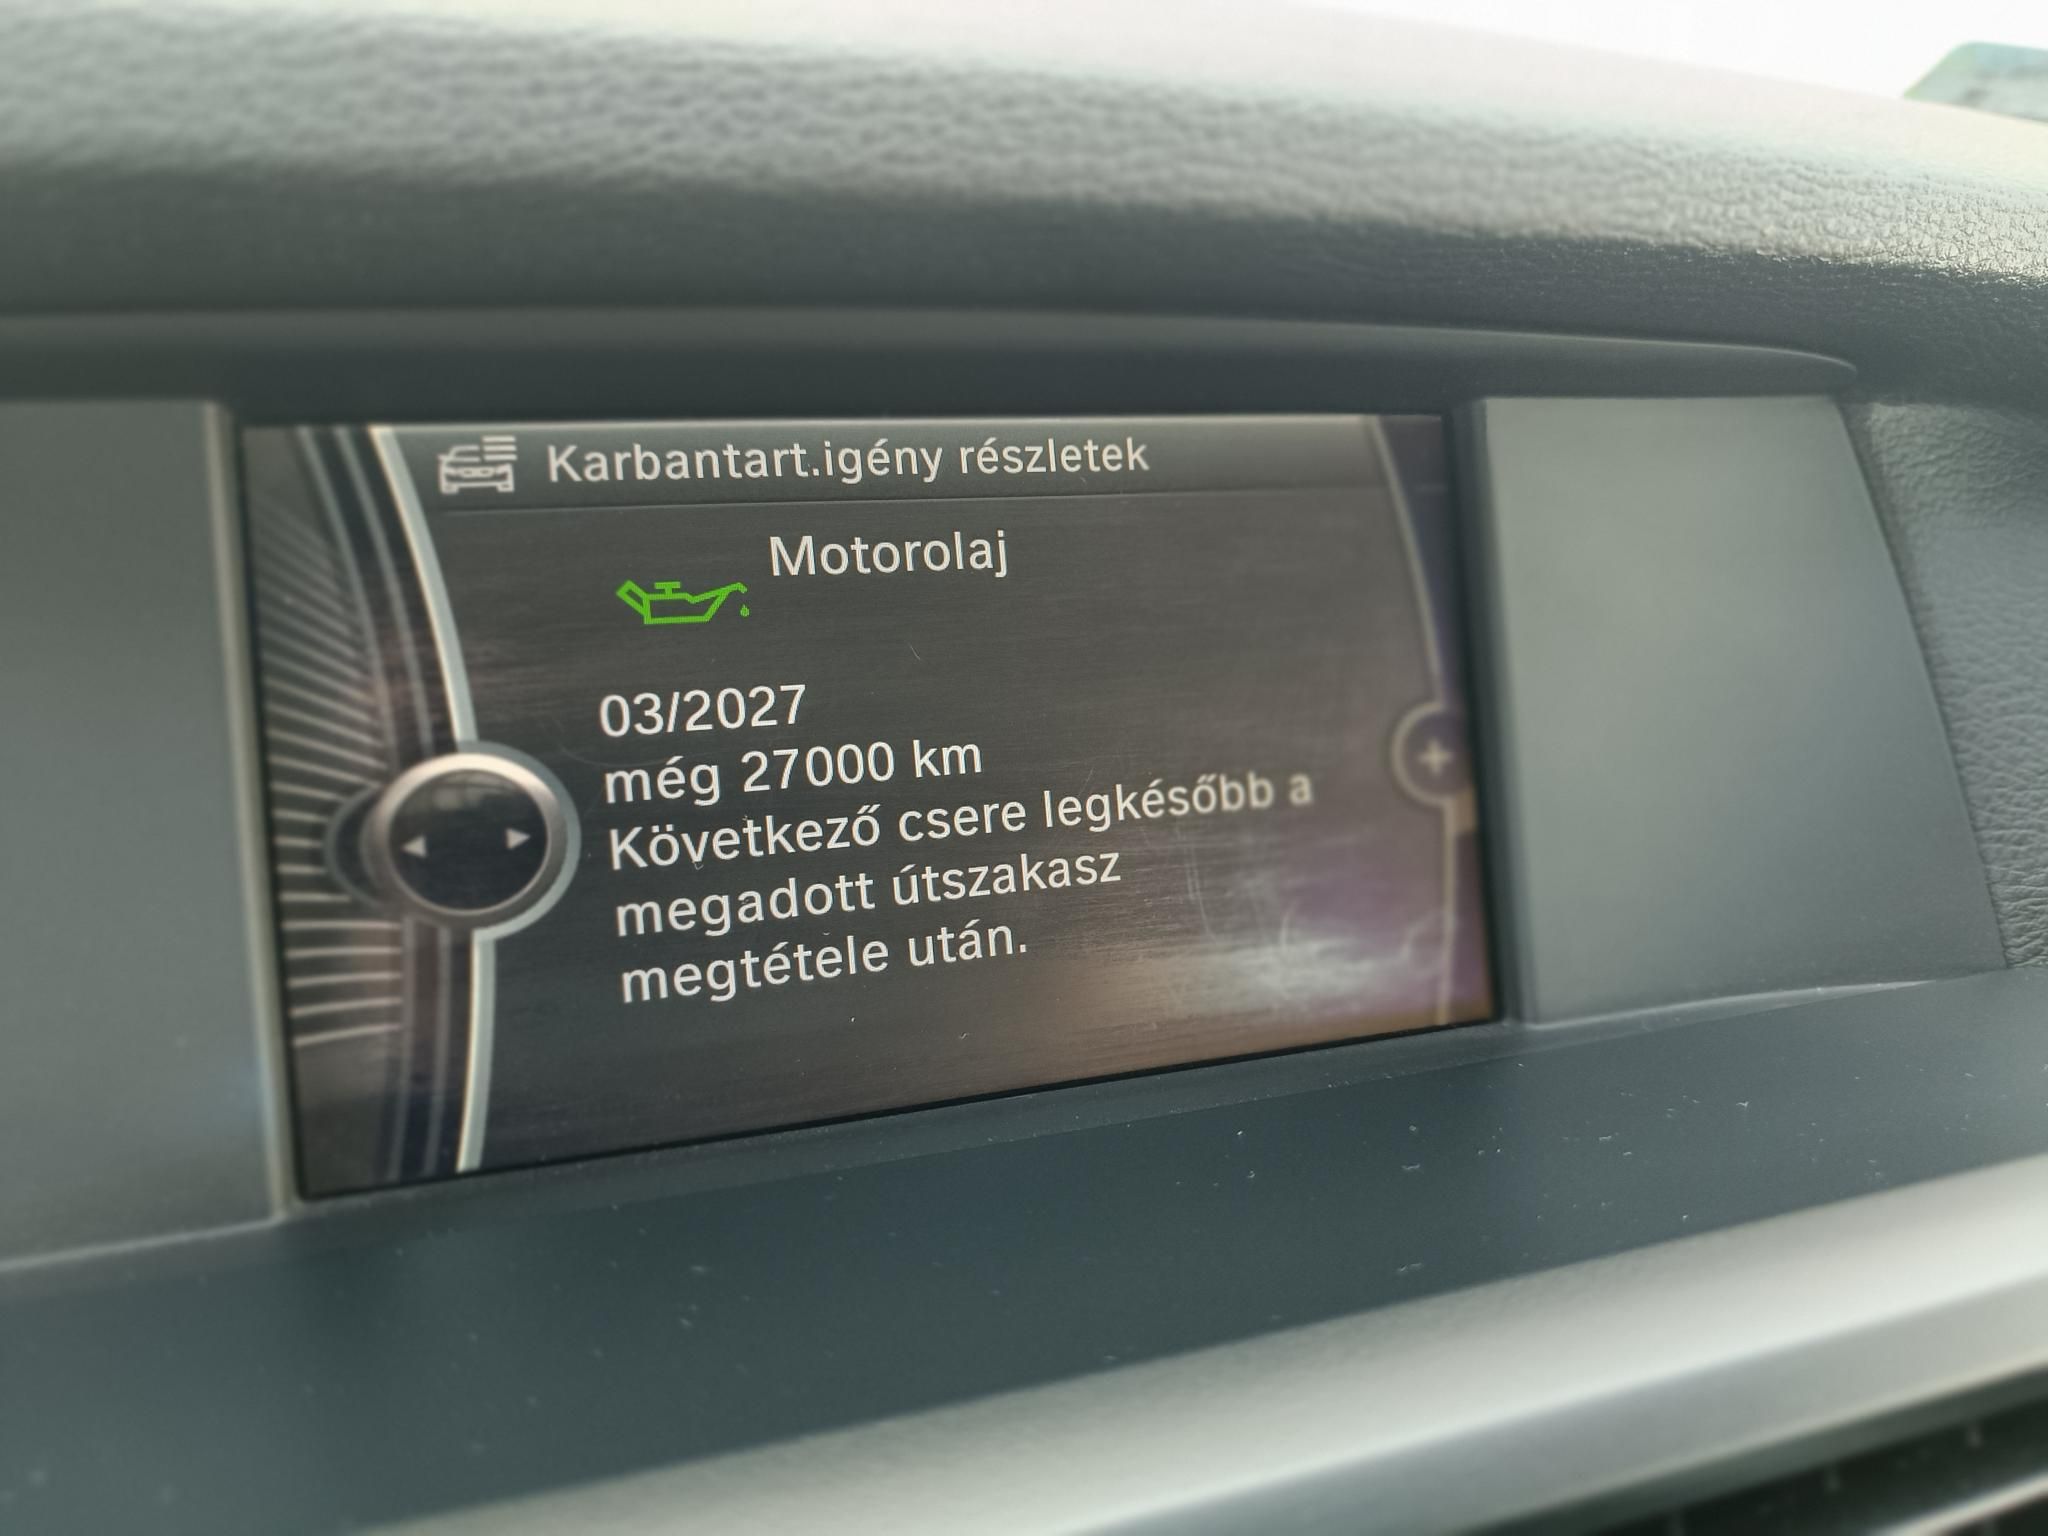 Karbantart.igény részletek
Motorolaj
03/2027
még 27000 km
Következő csere legkésőbb a
megadott útszakasz
megtétele után.